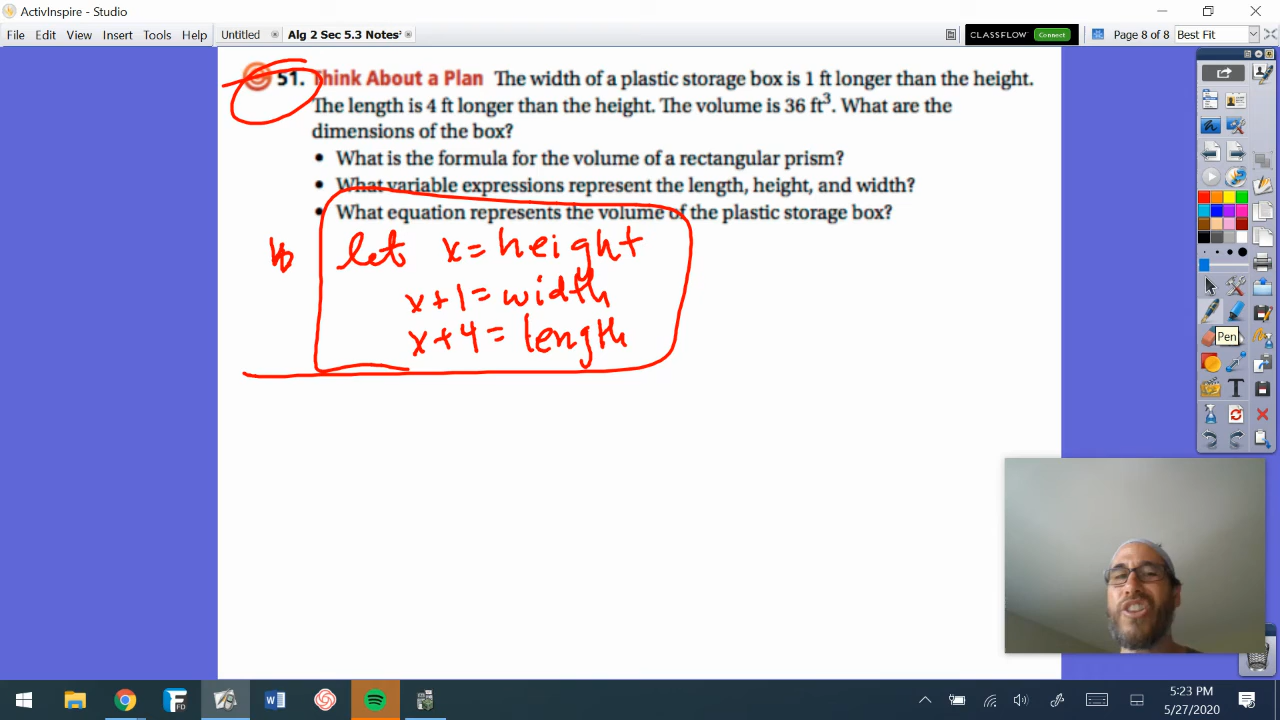 ActivInspire - Studio
File Edit View Insert Tools Help Untitled × Alg 2 Sec 5.3 Notes* × CLASSFLOW Connect Page 8 of 8 Best Fit
51. Think About a Plan The width of a plastic storage box is 1 ft longer than the height.
The length is 4 ft longer than the height. The volume is 36 ft³. What are the
dimensions of the box?
• What is the formula for the volume of a rectangular prism?
• What variable expressions represent the length, height, and width?
• What equation represents the volume of the plastic storage box?
let x = height
x+1 = width
x+4 = length
Pen
5:23 PM
5/27/2020